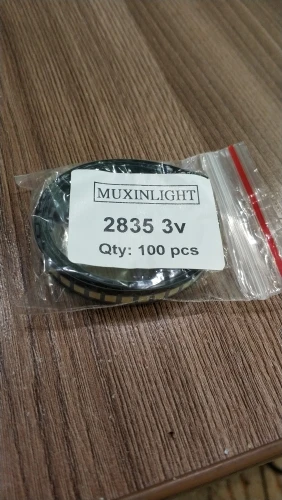 MUXINLIGHT
2835 3v
Qty: 100 pcs